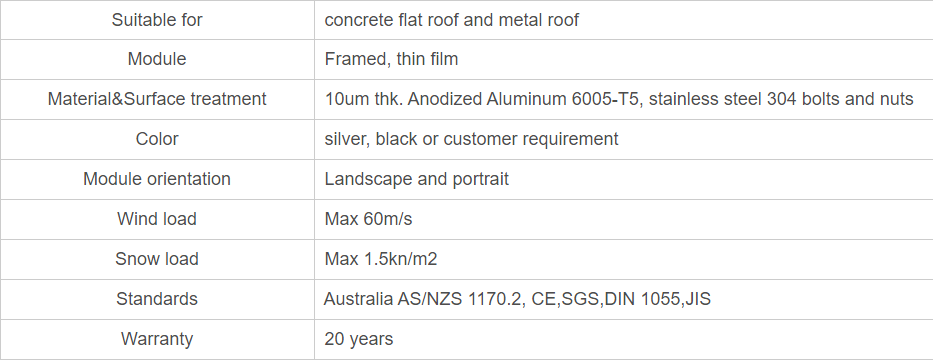 Suitable for concrete flat roof and metal roof
Module Framed, thin film
Material&Surface treatment 10um thk. Anodized Aluminum 6005-T5, stainless steel 304 bolts and nuts
Color silver, black or customer requirement
Module orientation Landscape and portrait
Wind load Max 60m/s
Snow load Max 1.5kn/m2
Standards Australia AS/NZS 1170.2, CE,SGS,DIN 1055,JIS
Warranty 20 years